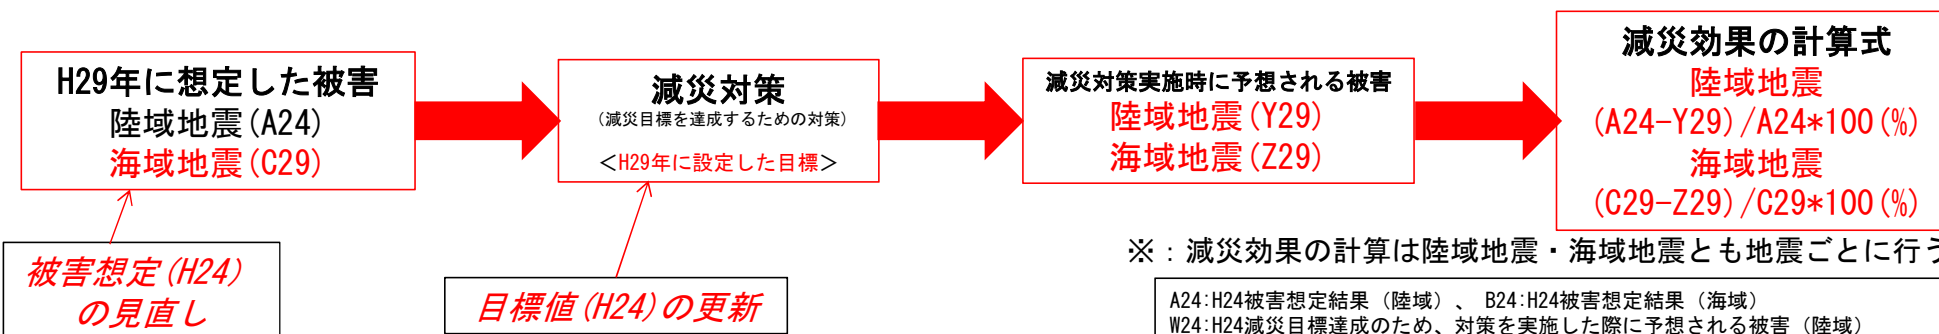 H29年に想定した被害
陸域地震(A24)
海域地震(C29)
減災対策
(減災目標を達成するための対策)
＜H29年に設定した目標＞
減災対策実施時に予想される被害
陸域地震(Y29)
海域地震(Z29)
減災効果の計算式
陸域地震
(A24-Y29)/A24*100(%)
海域地震
(C29-Z29)/C29*100(%)
被害想定(H24)
の見直し
目標値(H24)の更新
※：減災効果の計算は陸域地震・海域地震とも地震ごとに行う
A24:H24被害想定結果（陸域）、 B24:H24被害想定結果（海域）
W24:H24減災目標達成のため、対策を実施した際に予想される被害（陸域）